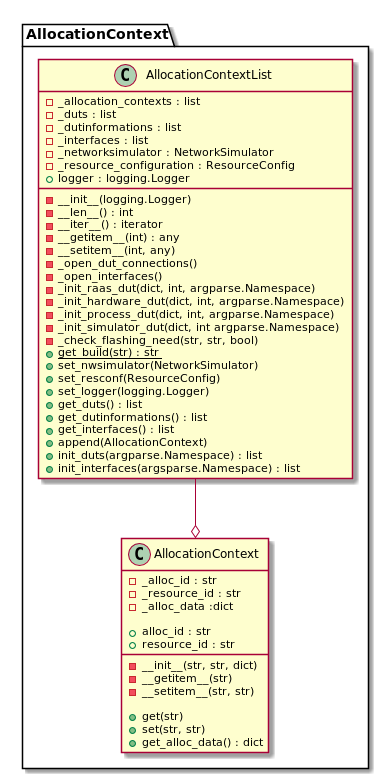 AllocationContext
C AllocationContextList
_allocation_contexts : list
_duts : list
_dutinformations : list
_interfaces : list
_networksimulator : NetworkSimulator
_resource_configuration : ResourceConfig
logger : logging.Logger
__init__(logging.Logger)
__len__() : int
__iter__() : iterator
__getitem__(int) : any
__setitem__(int, any)
_open_dut_connections()
_open_interfaces()
_init_raas_dut(dict, int, argparse.Namespace)
_init_hardware_dut(dict, int, argparse.Namespace)
_init_process_dut(dict, int, argparse.Namespace)
_init_simulator_dut(dict, int argparse.Namespace)
_check_flashing_need(str, str, bool)
get_build(str) : str
set_nwsimulator(NetworkSimulator)
set_resconf(ResourceConfig)
set_logger(logging.Logger)
get_duts() : list
get_dutinformations() : list
get_interfaces() : list
append(AllocationContext)
init_duts(argparse.Namespace) : list
init_interfaces(argsparse.Namespace) : list
C AllocationContext
_alloc_id : str
_resource_id : str
_alloc_data :dict
alloc_id : str
resource_id : str
__init__(str, str, dict)
__getitem__(str)
__setitem__(str, str)
get(str)
set(str, str)
get_alloc_data() : dict